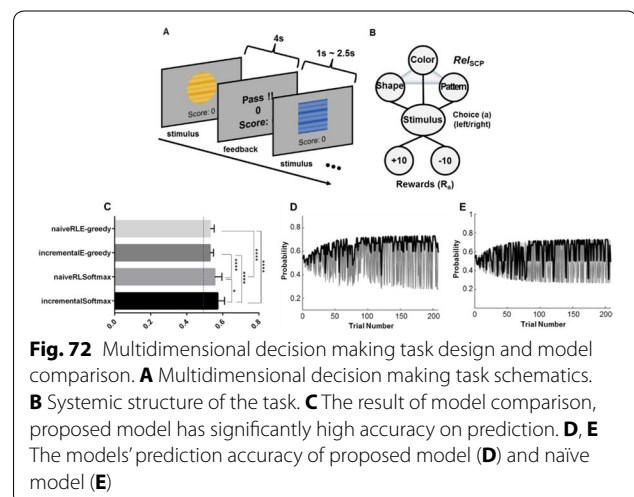 A
4s
1s ~ 2.5s
Score: 0
stimulus
Pass !!
0
Score:
feedback
Score: 0
stimulus
B
Color
Rel_SCP
Shape
Pattern
Stimulus
Choice (a)
(left/right)
+10
-10
Rewards (R_a)
C
naiveRLE-greedy
incrementalE-greedy
naiveRLSoftmax
incrementalSoftmax
****
****
*
****
****
0.0
0.2
0.4
0.6
0.8
D
Probability
0.8
0.6
0.4
0.2
0
50
100
150
200
Trial Number
E
Probability
1
0.8
0.6
0.4
0.2
0
50
100
150
200
Trial Number
Fig. 72 Multidimensional decision making task design and model
comparison. A Multidimensional decision making task schematics.
B Systemic structure of the task. C The result of model comparison,
proposed model has significantly high accuracy on prediction. D, E
The models’ prediction accuracy of proposed model (D) and naïve
model (E)